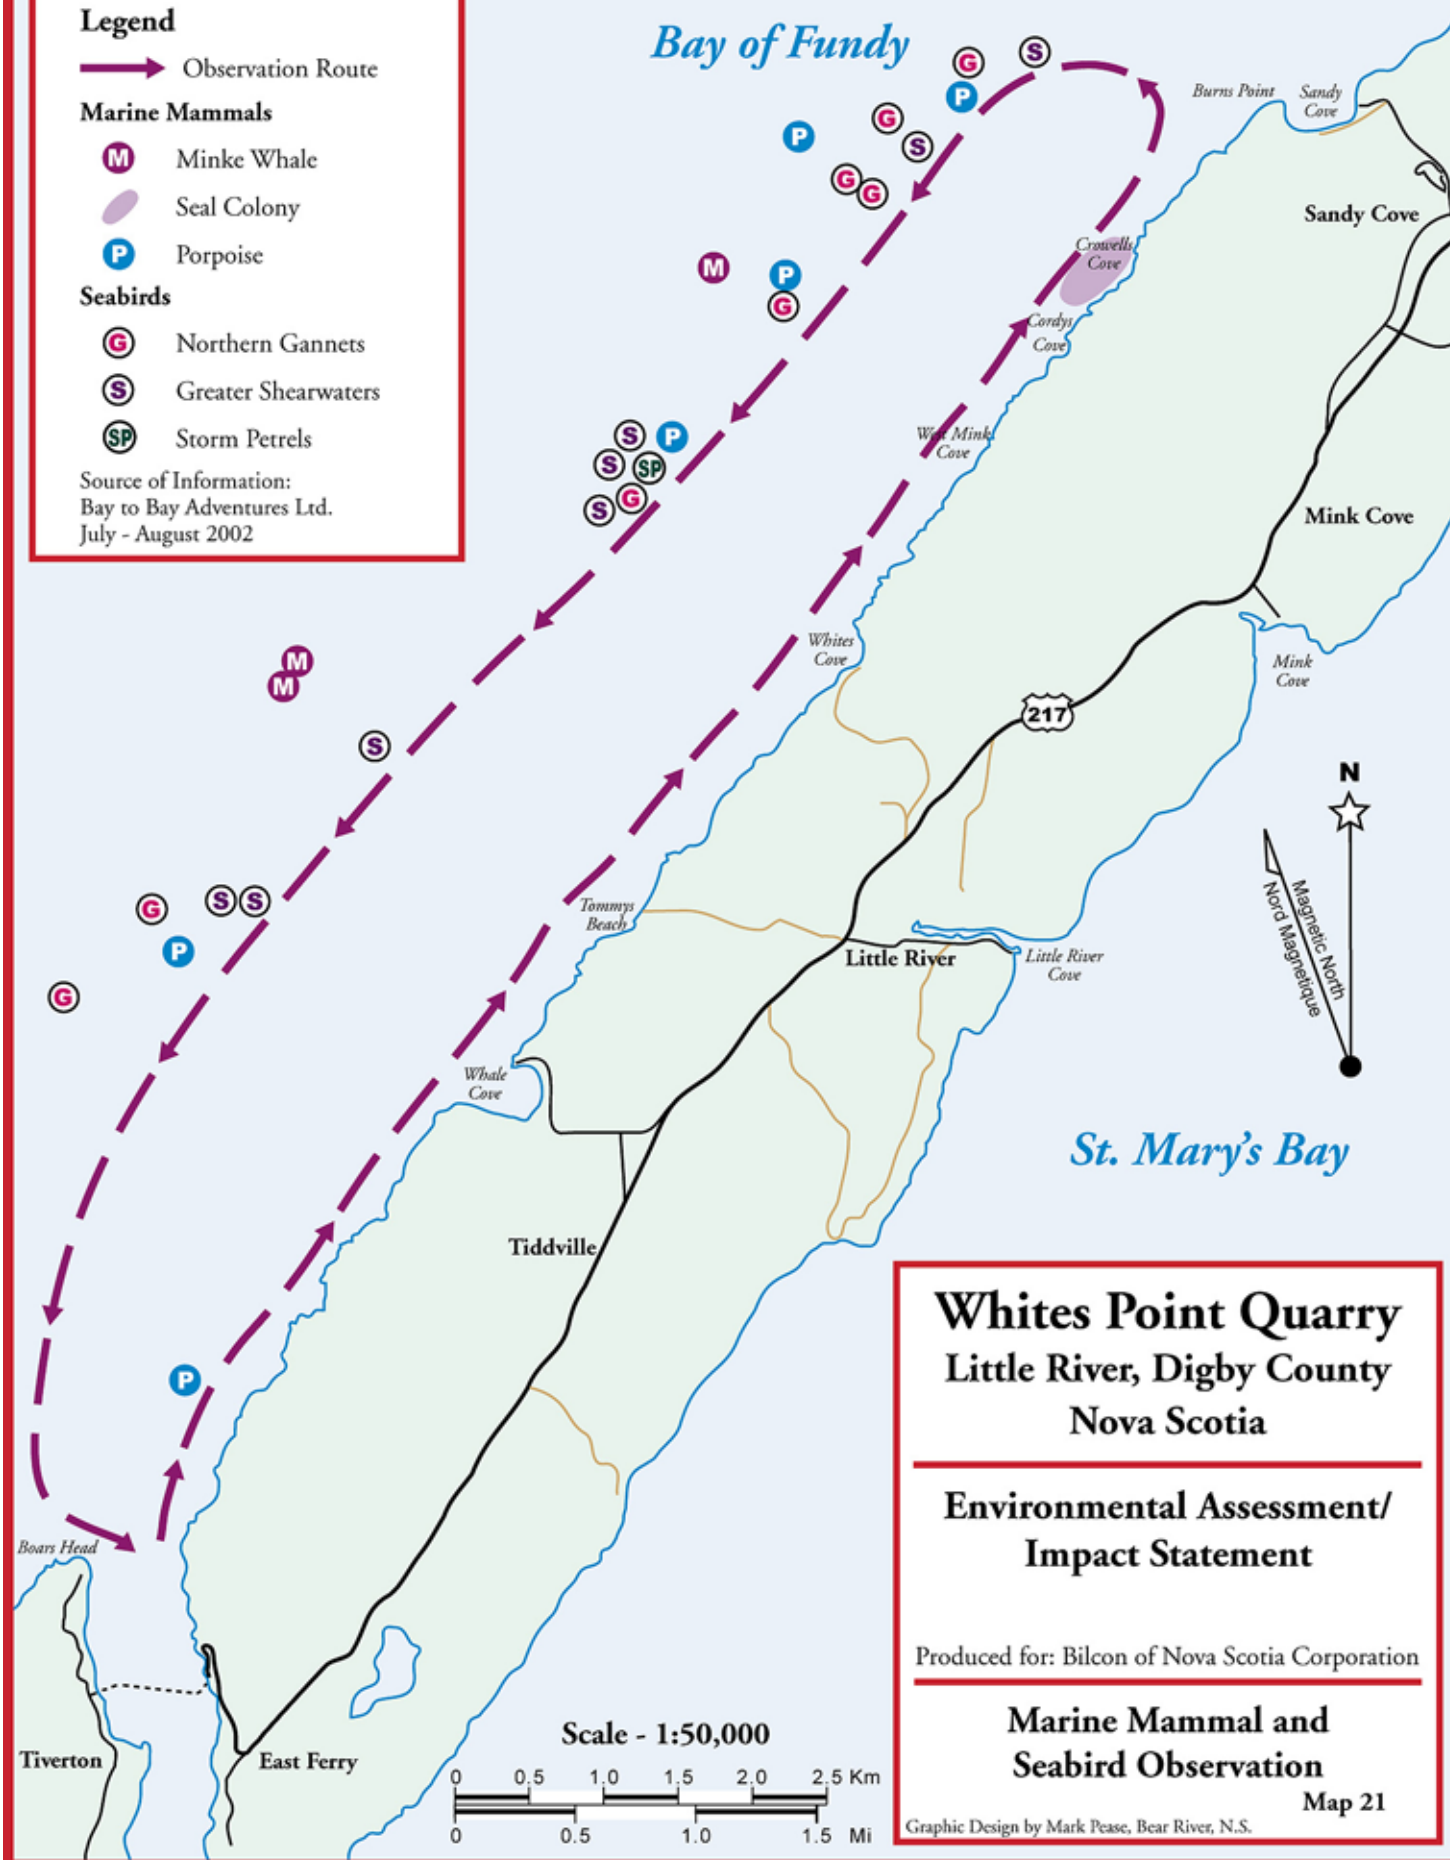 Legend
Observation Route
Marine Mammals
M Minke Whale
Seal Colony
P Porpoise
Seabirds
G Northern Gannets
S Greater Shearwaters
SP Storm Petrels
Source of Information:
Bay to Bay Adventures Ltd.
July - August 2002
Bay of Fundy
G
S
P
G
P
S
G
G
M
P
G
S
P
S
SP
G
S
M
M
S
G
S
S
P
G
P
Burns Point
Sandy
Cove
Sandy Cove
Crowells
Cove
Cordys
Cove
West Mink
Cove
Mink Cove
Whites
Cove
Mink
Cove
217
N
Magnetic North
Nord Magnetique
Tommys
Beach
Little River
Little River
Cove
Whale
Cove
St. Mary's Bay
Tiddville
Boars Head
Tiverton
East Ferry
Scale - 1:50,000
0 0.5 1.0 1.5 2.0 2.5 Km
0 0.5 1.0 1.5 Mi
Whites Point Quarry
Little River, Digby County
Nova Scotia
Environmental Assessment/
Impact Statement
Produced for: Bilcon of Nova Scotia Corporation
Marine Mammal and
Seabird Observation
Map 21
Graphic Design by Mark Pease, Bear River, N.S.